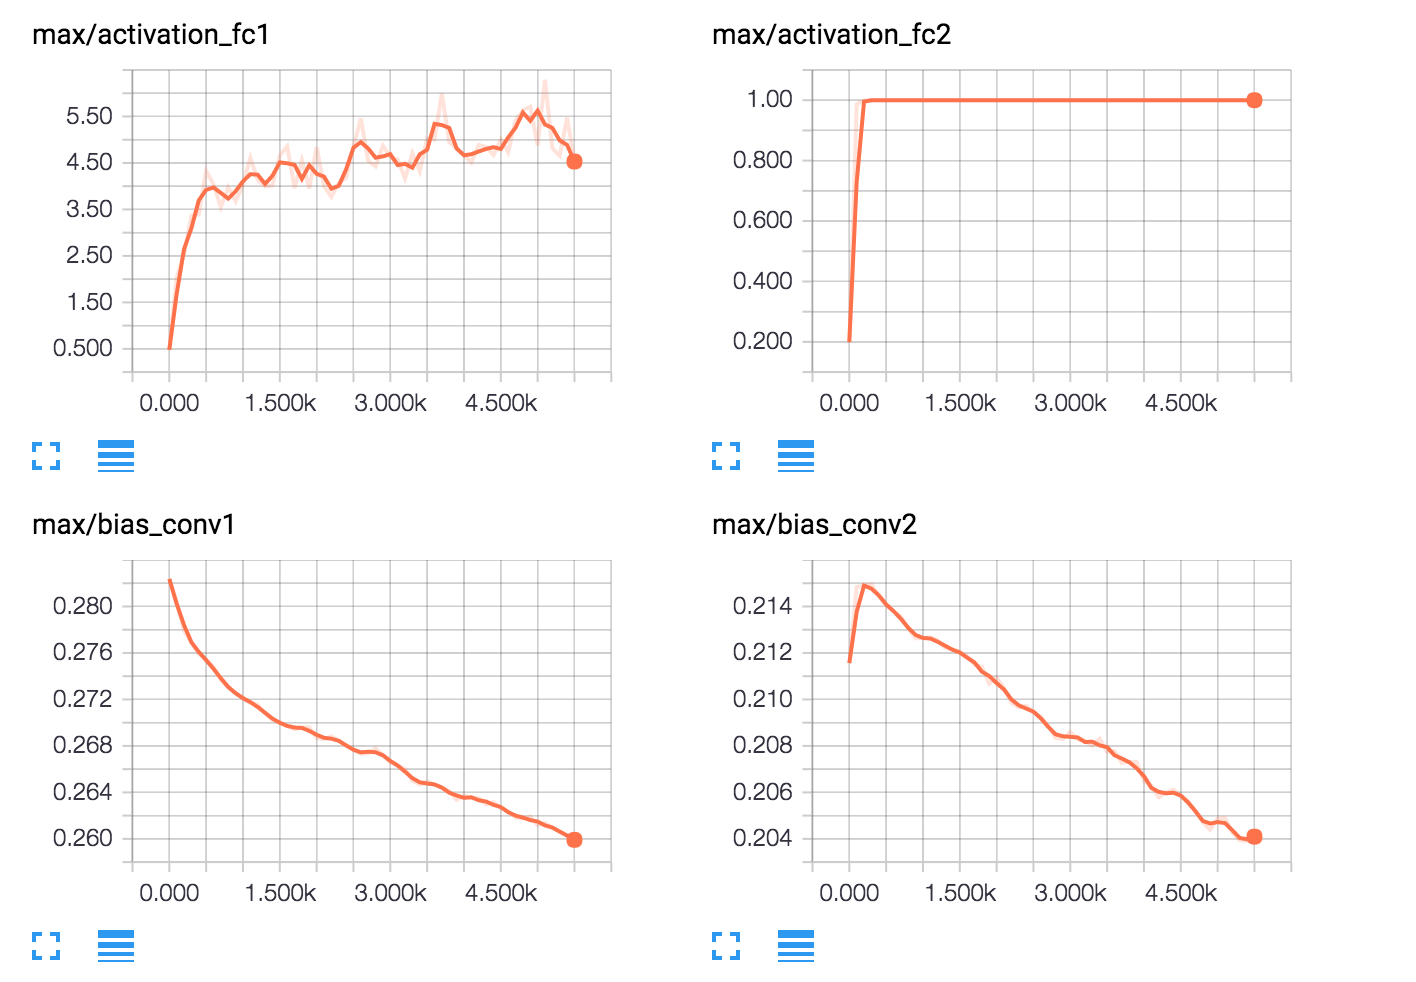 max/activation_fc1
5.50
4.50
3.50
2.50
1.50
0.500
0.000 1.500k 3.000k 4.500k
max/activation_fc2
1.00
0.800
0.600
0.400
0.200
0.000 1.500k 3.000k 4.500k
max/bias_conv1
0.280
0.276
0.272
0.268
0.264
0.260
0.000 1.500k 3.000k 4.500k
max/bias_conv2
0.214
0.212
0.210
0.208
0.206
0.204
0.000 1.500k 3.000k 4.500k